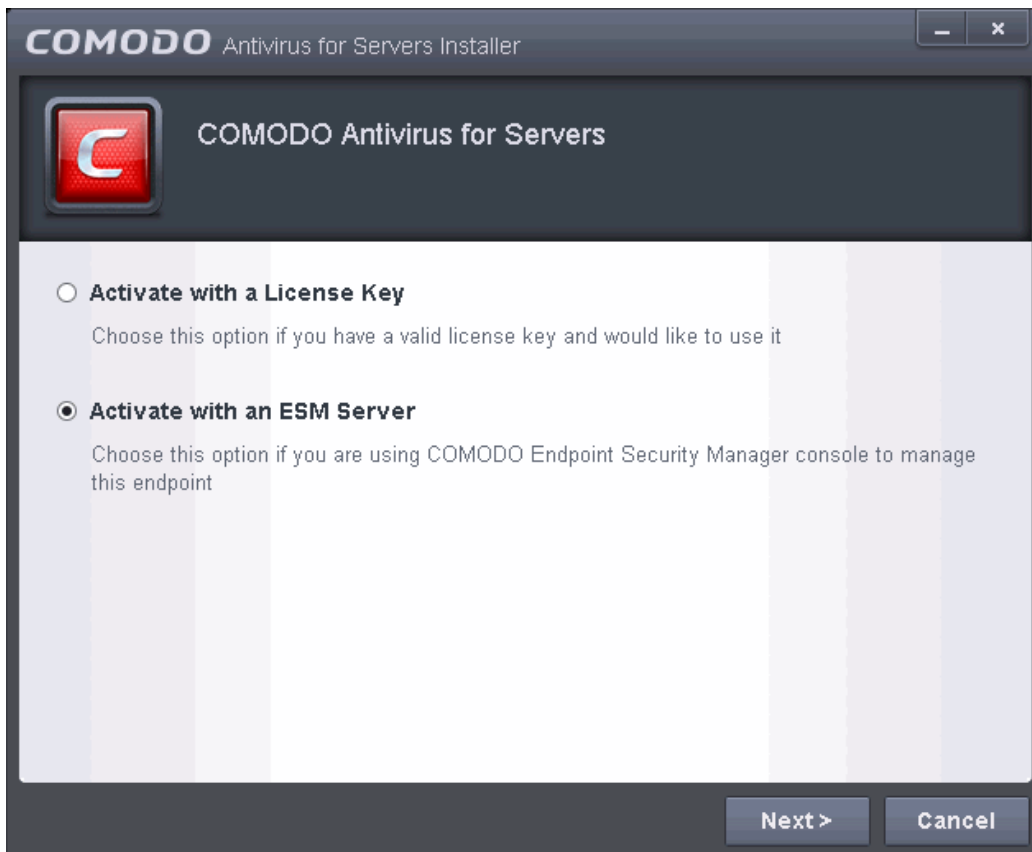 COMODO Antivirus for Servers Installer
COMODO Antivirus for Servers
Activate with a License Key
Choose this option if you have a valid license key and would like to use it
Activate with an ESM Server
Choose this option if you are using COMODO Endpoint Security Manager console to manage
this endpoint
Next >
Cancel